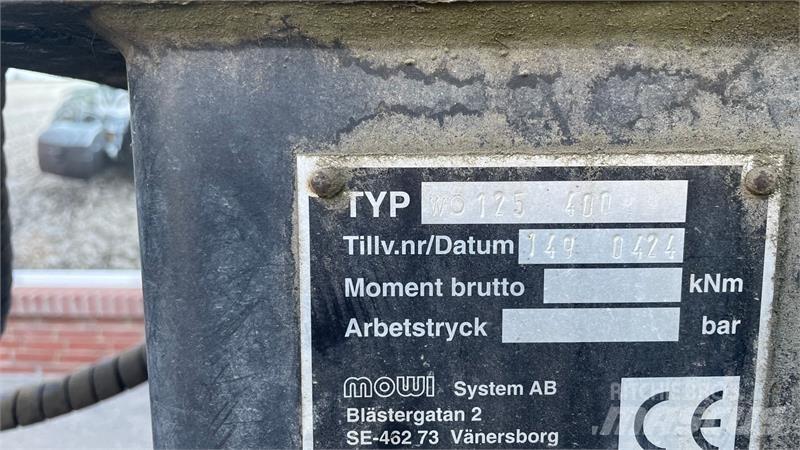 TYP WO 125 400
Tillv.nr/Datum 149 0424
Moment brutto kNm
Arbetstryck bar
mowi System AB
Blästergatan 2
SE-462 73 Vänersborg
CE